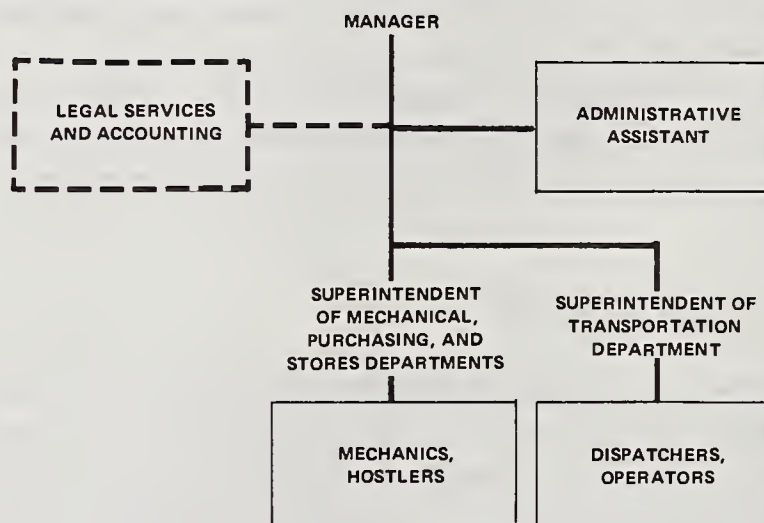 MANAGER
LEGAL SERVICES
AND ACCOUNTING
ADMINISTRATIVE
ASSISTANT
SUPERINTENDENT
OF MECHANICAL,
PURCHASING, AND
STORES DEPARTMENTS
SUPERINTENDENT OF
TRANSPORTATION
DEPARTMENT
MECHANICS,
HOSTLERS
DISPATCHERS,
OPERATORS